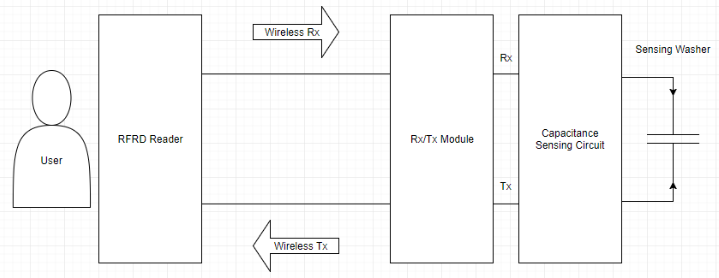 Wireless Rx
Sensing Washer
Rx
User
RFRD Reader
Rx/Tx Module
Capacitance
Sensing Circuit
Tx
Wireless Tx